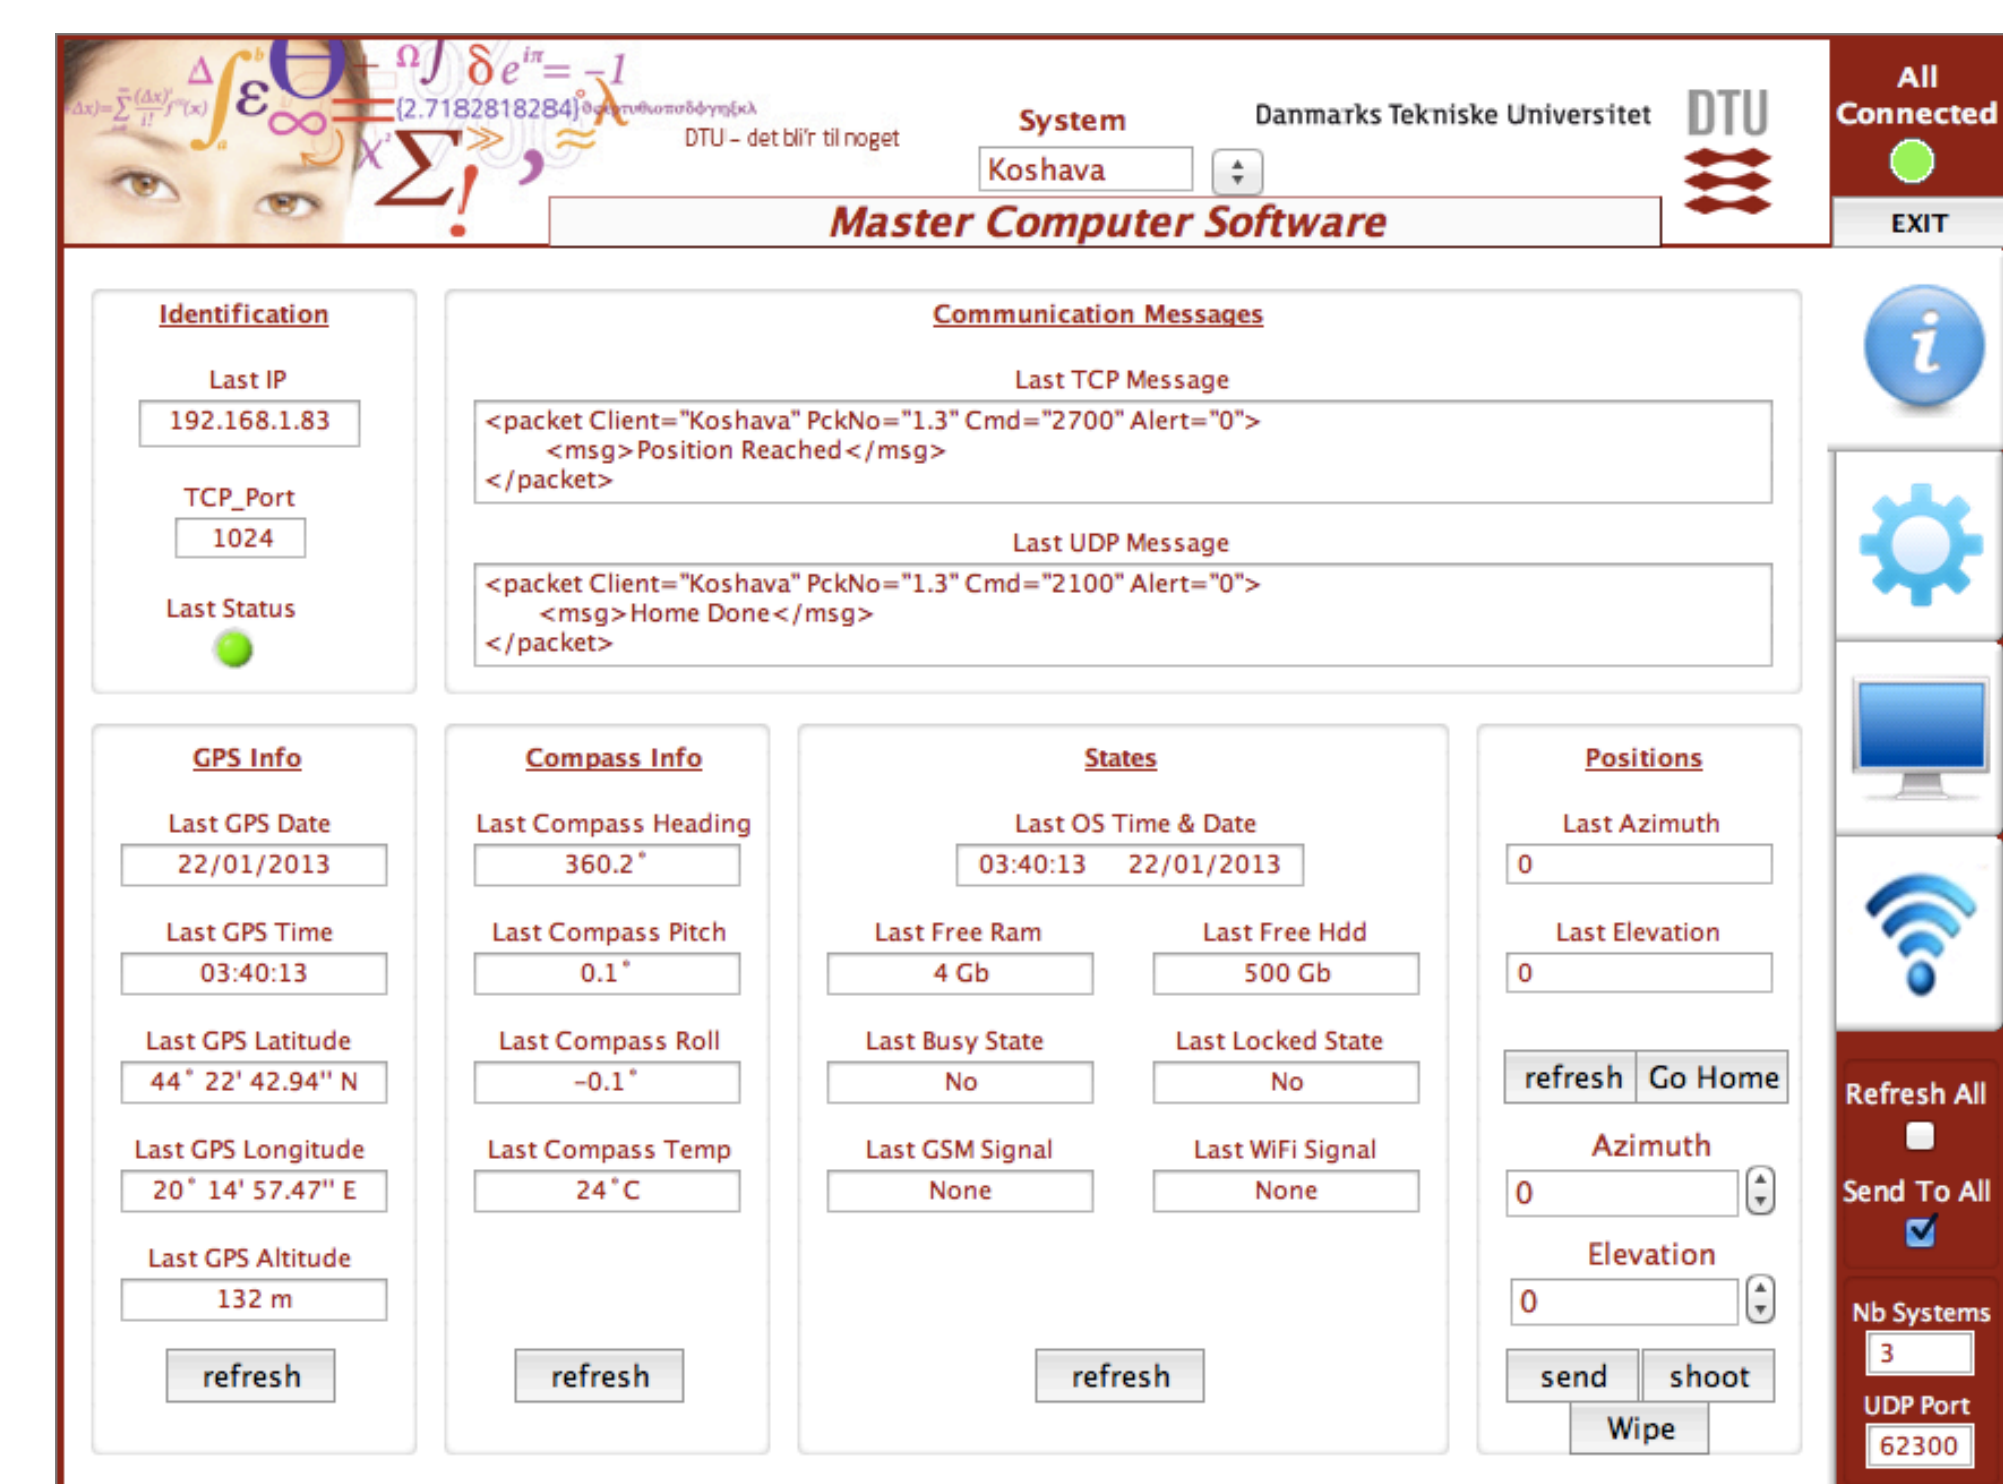 Δ
∫
b
a
ε
Θ
+
Ω
δ
e^iπ = -1
∞
{2.7182818284}
χ²
Σ
!
≫
≈
λ
DTU – det bli'r til noget
System
Koshava
Danmarks Tekniske Universitet
DTU
Master Computer Software
All
Connected
EXIT
i
Identification
Last IP
192.168.1.83
TCP_Port
1024
Last Status
Communication Messages
Last TCP Message
<packet Client="Koshava" PckNo="1.3" Cmd="2700" Alert="0">
<msg>Position Reached</msg>
</packet>
Last UDP Message
<packet Client="Koshava" PckNo="1.3" Cmd="2100" Alert="0">
<msg>Home Done</msg>
</packet>
GPS Info
Last GPS Date
22/01/2013
Last GPS Time
03:40:13
Last GPS Latitude
44° 22' 42.94'' N
Last GPS Longitude
20° 14' 57.47'' E
Last GPS Altitude
132 m
refresh
Compass Info
Last Compass Heading
360.2°
Last Compass Pitch
0.1°
Last Compass Roll
-0.1°
Last Compass Temp
24°C
refresh
States
Last OS Time & Date
03:40:13 22/01/2013
Last Free Ram
4 Gb
Last Free Hdd
500 Gb
Last Busy State
No
Last Locked State
No
Last GSM Signal
None
Last WiFi Signal
None
refresh
Positions
Last Azimuth
0
Last Elevation
0
refresh
Go Home
Azimuth
0
Elevation
0
send
shoot
Wipe
Refresh All
Send To All
Nb Systems
3
UDP Port
62300